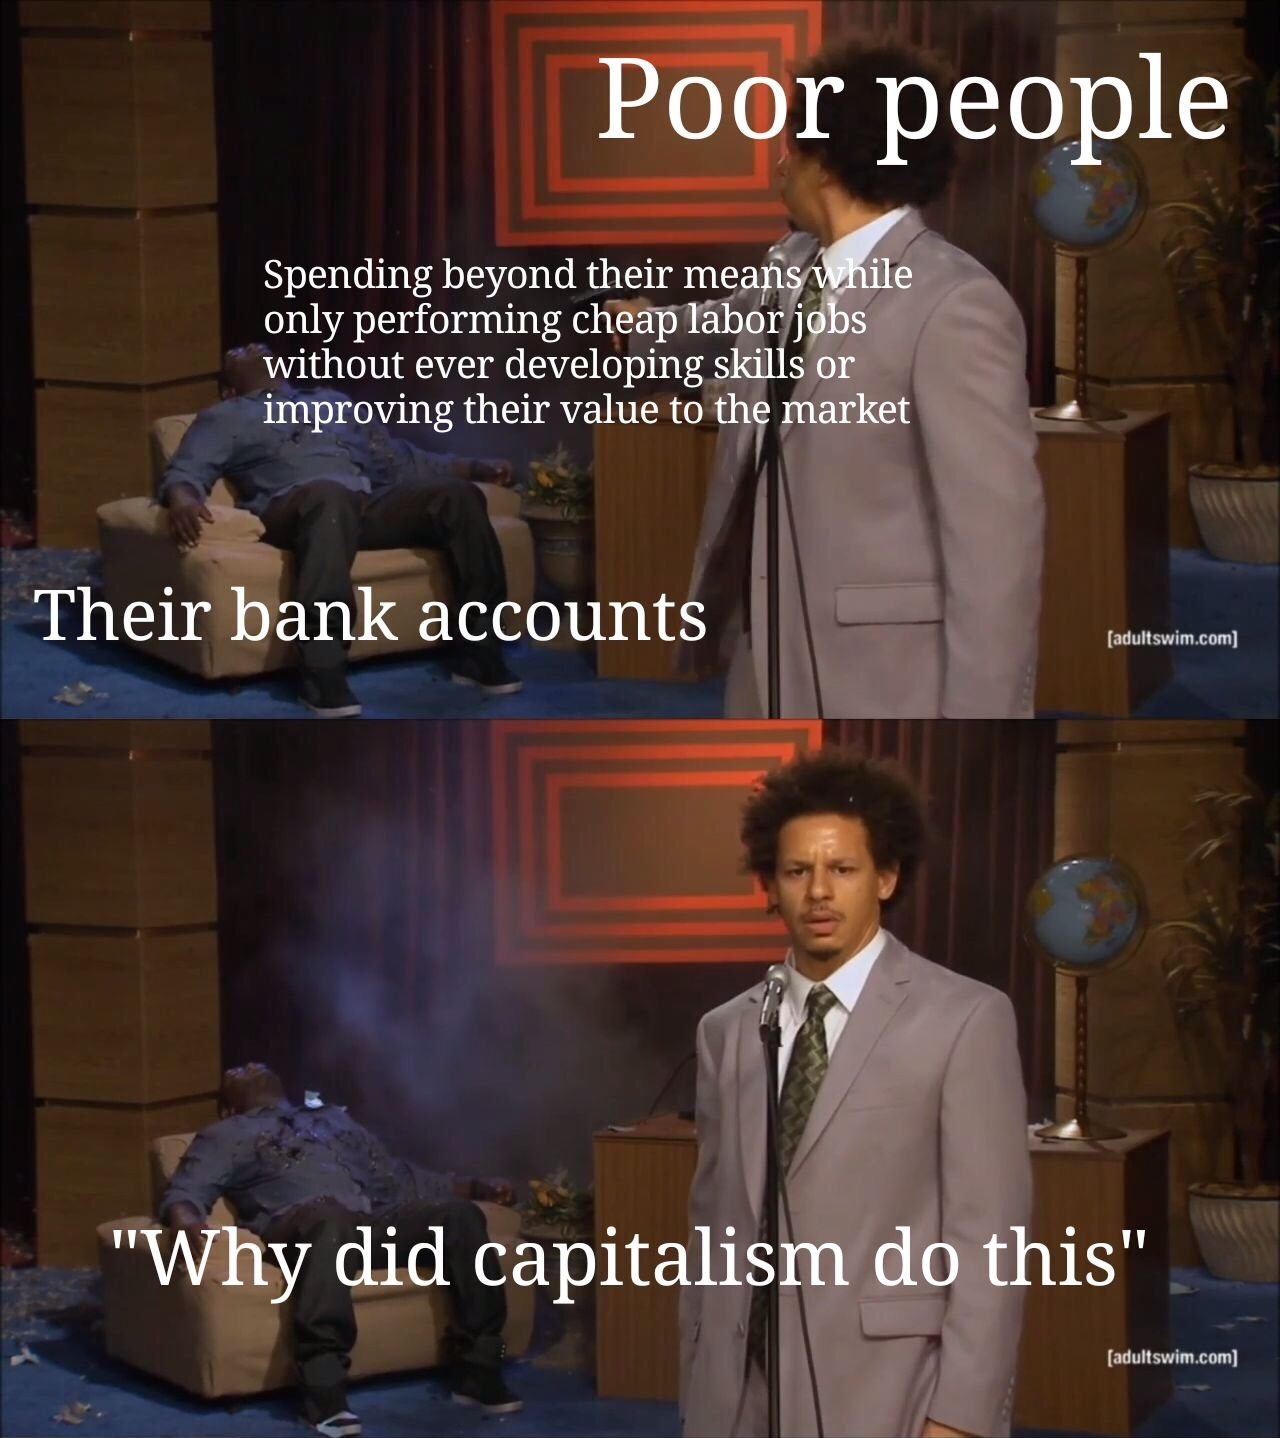 Poor people
Spending beyond their means while
only performing cheap labor jobs
without ever developing skills or
improving their value to the market
Their bank accounts
[adultswim.com]
"Why did capitalism do this"
[adultswim.com]